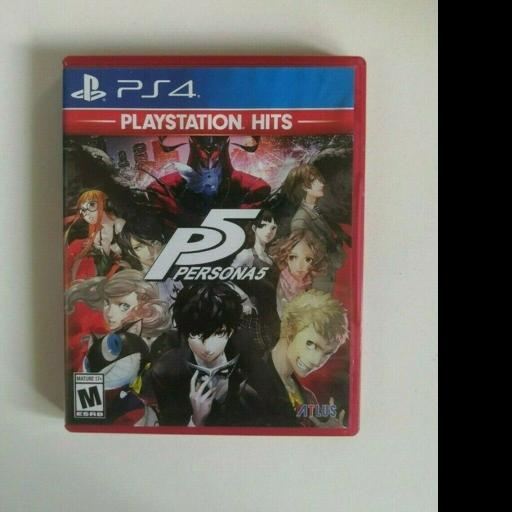 PS4
PLAYSTATION HITS
P5
PERSONA5
MATURE 17+
M
ESRB
ATLUS